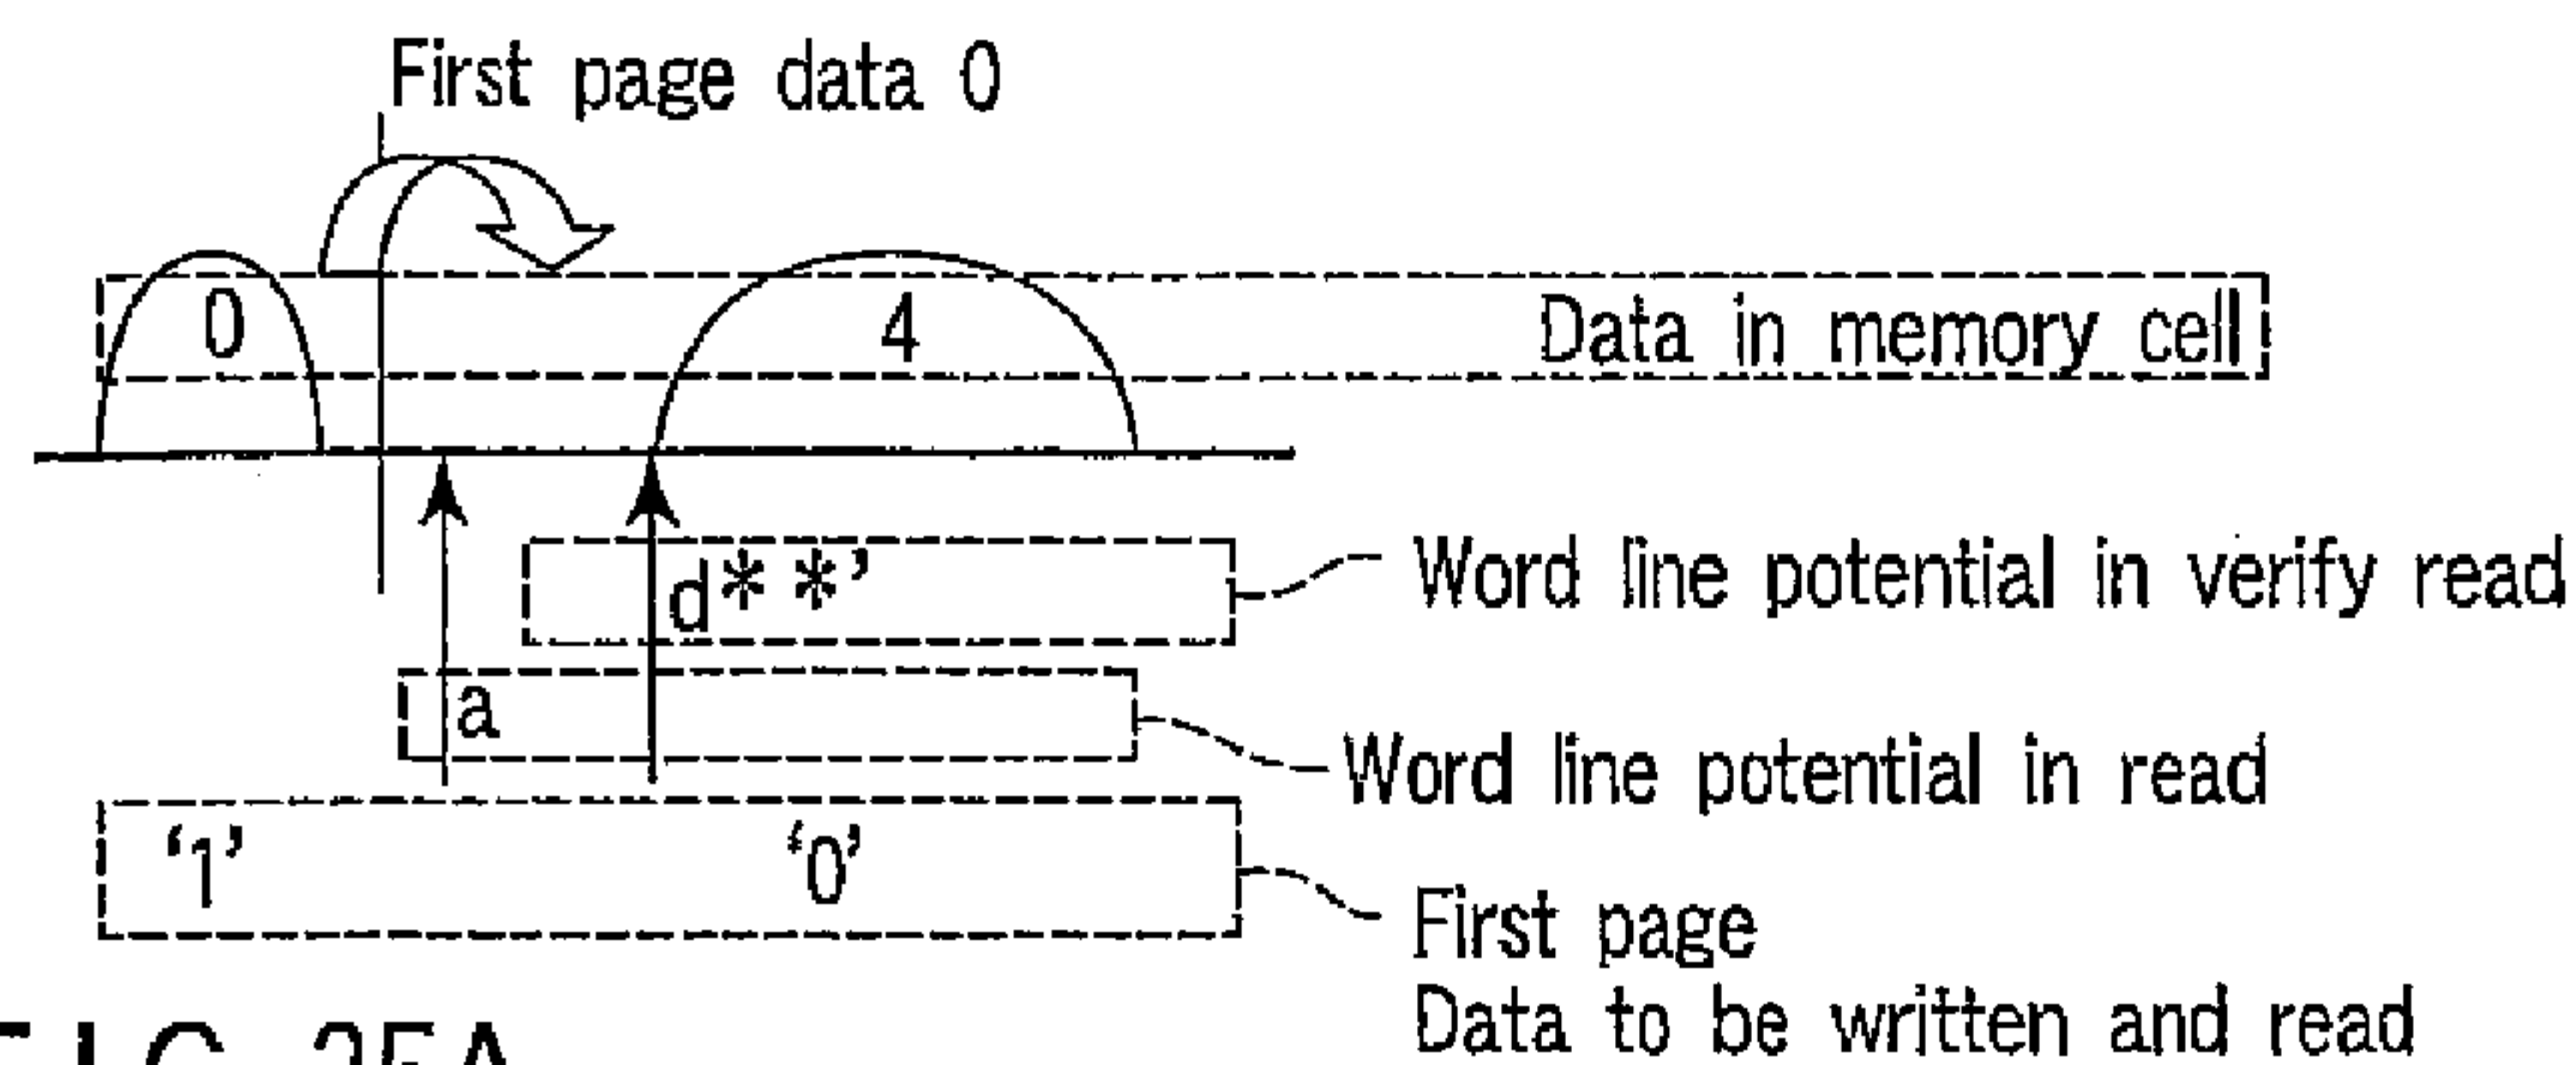 First page data 0
0 4 Data in memory cell
d**’ Word line potential in verify read
a
Word line potential in read
‘1’ ‘0’
First page
Data to be written and read